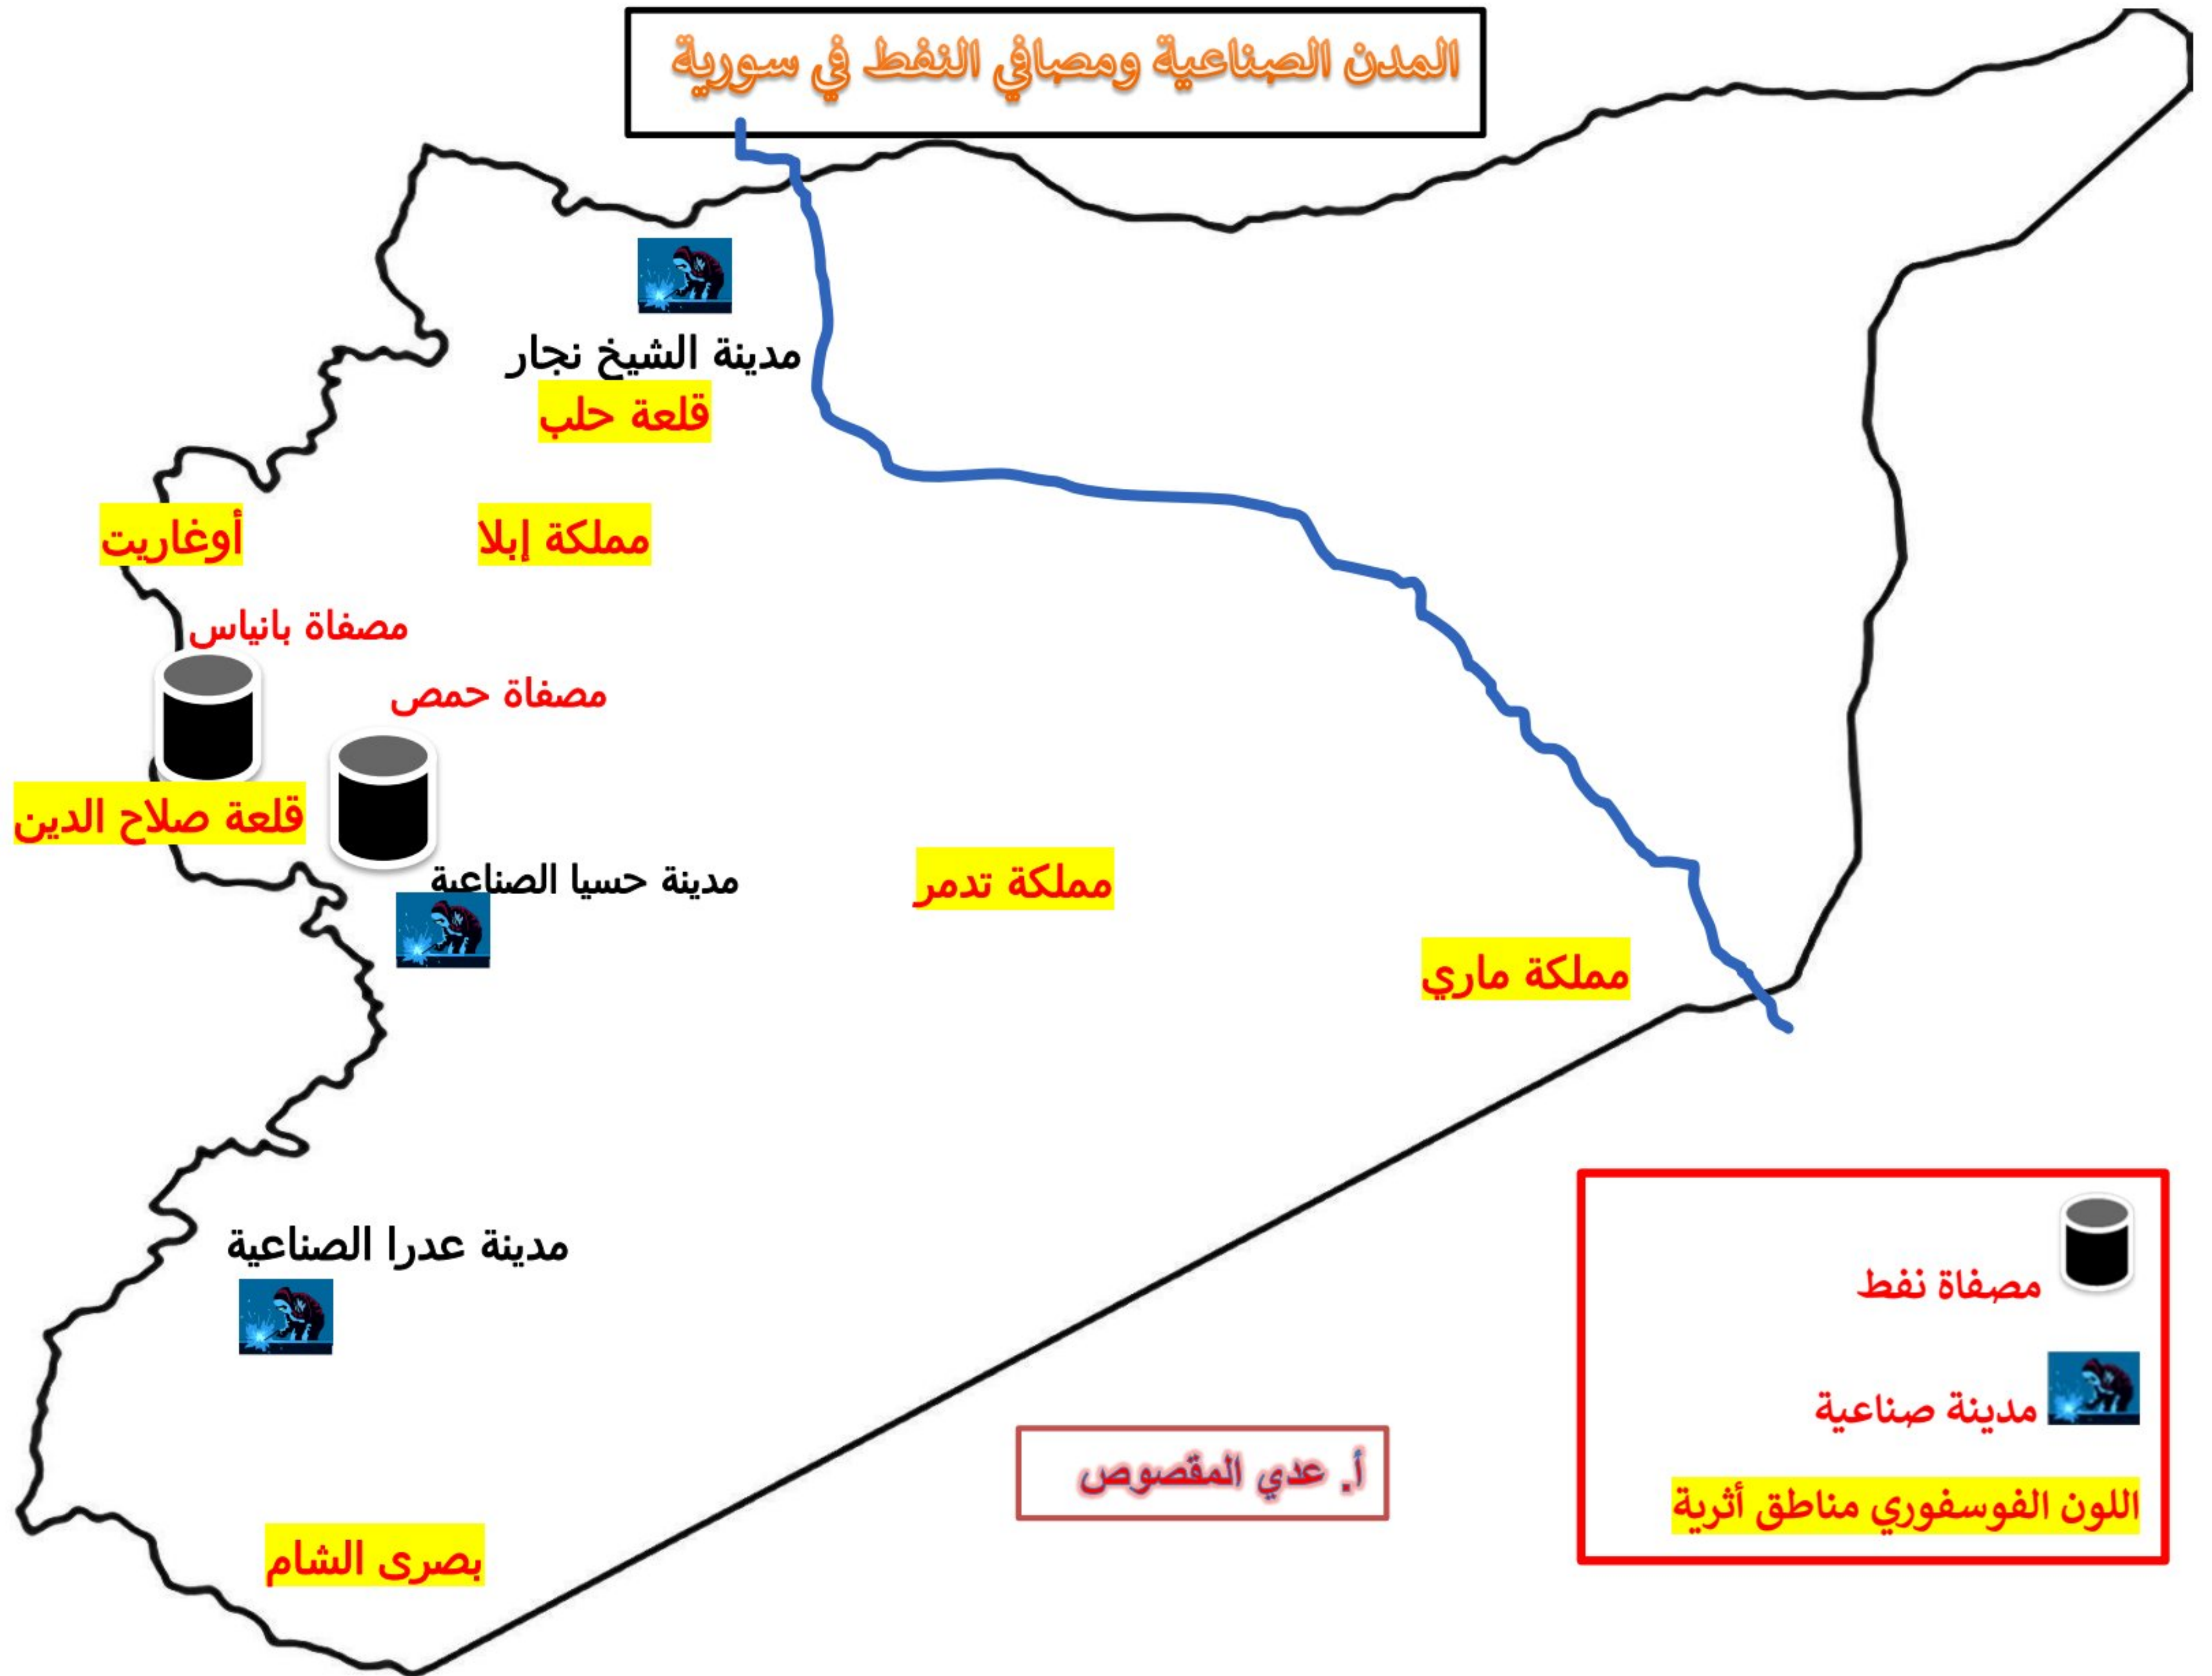 المدن الصناعية ومصافي النفط في سورية
مدينة الشيخ نجار
قلعة حلب
أوغاريت
مملكة إبلا
مصفاة بانياس
مصفاة حمص
قلعة صلاح الدين
مدينة حسيا الصناعية
مملكة تدمر
مملكة ماري
مدينة عدرا الصناعية
بصرى الشام
مصفاة نفط
مدينة صناعية
اللون الفوسفوري مناطق أثرية
أ. عدي المقصوص